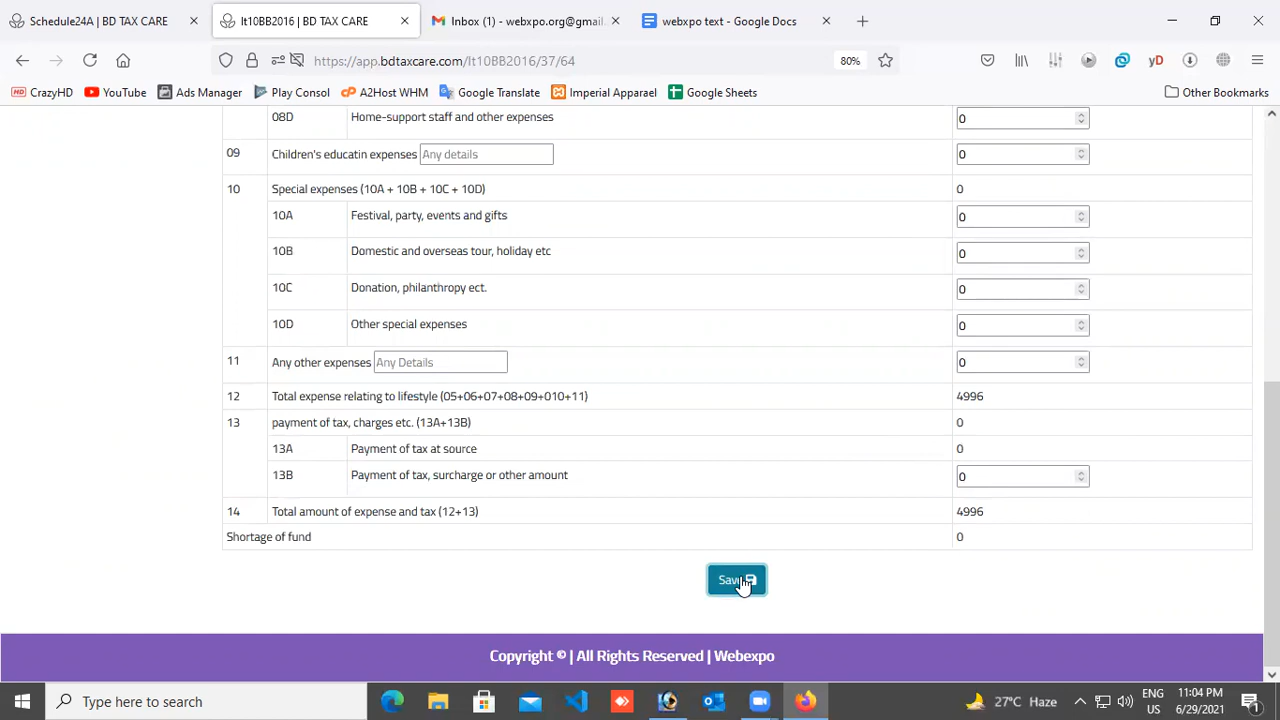 Schedule24A | BD TAX CARE
It10BB2016 | BD TAX CARE
Inbox (1) - webxpo.org@gmail.
webxpo text - Google Docs
https://app.bdtaxcare.com/It10BB2016/37/64
80%
CrazyHD
YouTube
Ads Manager
Play Consol
A2Host WHM
Google Translate
Imperial Apparael
Google Sheets
Other Bookmarks
08D Home-support staff and other expenses 0
09 Children's educatin expenses Any details 0
10 Special expenses (10A + 10B + 10C + 10D) 0
10A Festival, party, events and gifts 0
10B Domestic and overseas tour, holiday etc 0
10C Donation, philanthropy ect. 0
10D Other special expenses 0
11 Any other expenses Any Details 0
12 Total expense relating to lifestyle (05+06+07+08+09+010+11) 4996
13 payment of tax, charges etc. (13A+13B) 0
13A Payment of tax at source 0
13B Payment of tax, surcharge or other amount 0
14 Total amount of expense and tax (12+13) 4996
Shortage of fund 0
Save
Copyright © | All Rights Reserved | Webexpo
Type here to search
27°C Haze
ENG
US
11:04 PM
6/29/2021